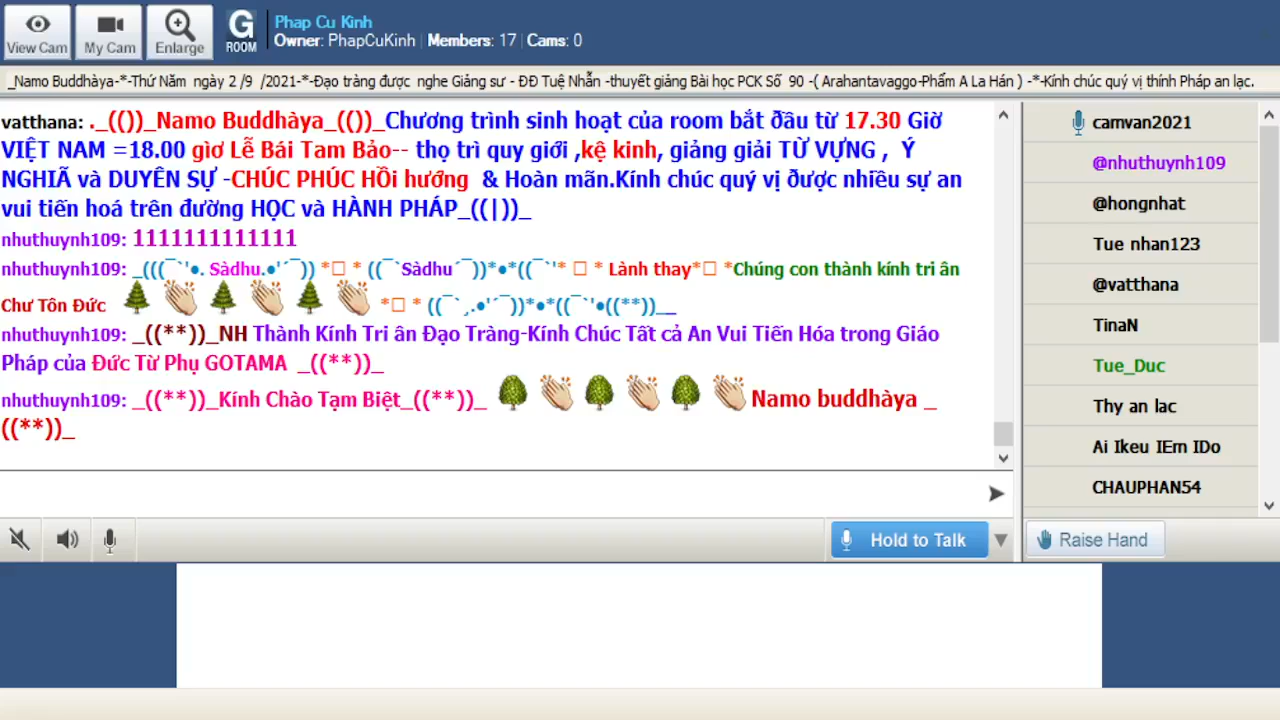 View Cam
My Cam
Enlarge
G
ROOM
Phap Cu Kinh
Owner: PhapCuKinh | Members: 17 | Cams: 0
_Namo Buddhàya-*-Thứ Năm ngày 2 /9 /2021-*-Đạo tràng được nghe Giảng sư - ĐĐ Tuệ Nhẫn -thuyết giảng Bài học PCK Số 90 -( Arahantavaggo-Phẩm A La Hán ) -*-Kính chúc quý vị thính Pháp an lạc.
vatthana: ._(())_Namo Buddhàya_(())_Chương trình sinh hoạt của room bắt ðầu từ 17.30 Giờ
VIỆT NAM =18.00 gìơ Lễ Bái Tam Bảo-- thọ trì quy giới ,kệ kinh, giảng giải TỪ VỰNG , Ý
NGHIÃ và DUYÊN SỰ -CHÚC PHÚC HỒi hướng & Hoàn mãn.Kính chúc quý vị ðược nhiều sự an
vui tiến hoá trên đường HỌC và HÀNH PHÁP_((|))_
nhuthuynh109: 1111111111111
nhuthuynh109: _(((¯`'•. Sàdhu.•'´¯)) *🌲 * ((¯`Sàdhu´¯))*•*((¯`'* 🌲 * Lành thay*🌲 *Chúng con thành kính tri ân
Chư Tôn Đức 🌲 👏 🌲 👏 🌲 👏 *🌲 * ((¯`¸.•'´¯))*•*((¯`'•((**))__
nhuthuynh109: _((**))_NH Thành Kính Tri ân Đạo Tràng-Kính Chúc Tất cả An Vui Tiến Hóa trong Giáo
Pháp của Đức Từ Phụ GOTAMA _((**))_
nhuthuynh109: _((**))_Kính Chào Tạm Biệt_((**))_ 🌳 👏 🌳 👏 🌳 👏 Namo buddhàya _
((**))_
camvan2021
@nhuthuynh109
@hongnhat
Tue nhan123
@vatthana
TinaN
Tue_Duc
Thy an lac
Ai Ikeu IEm IDo
CHAUPHAN54
Hold to Talk
Raise Hand